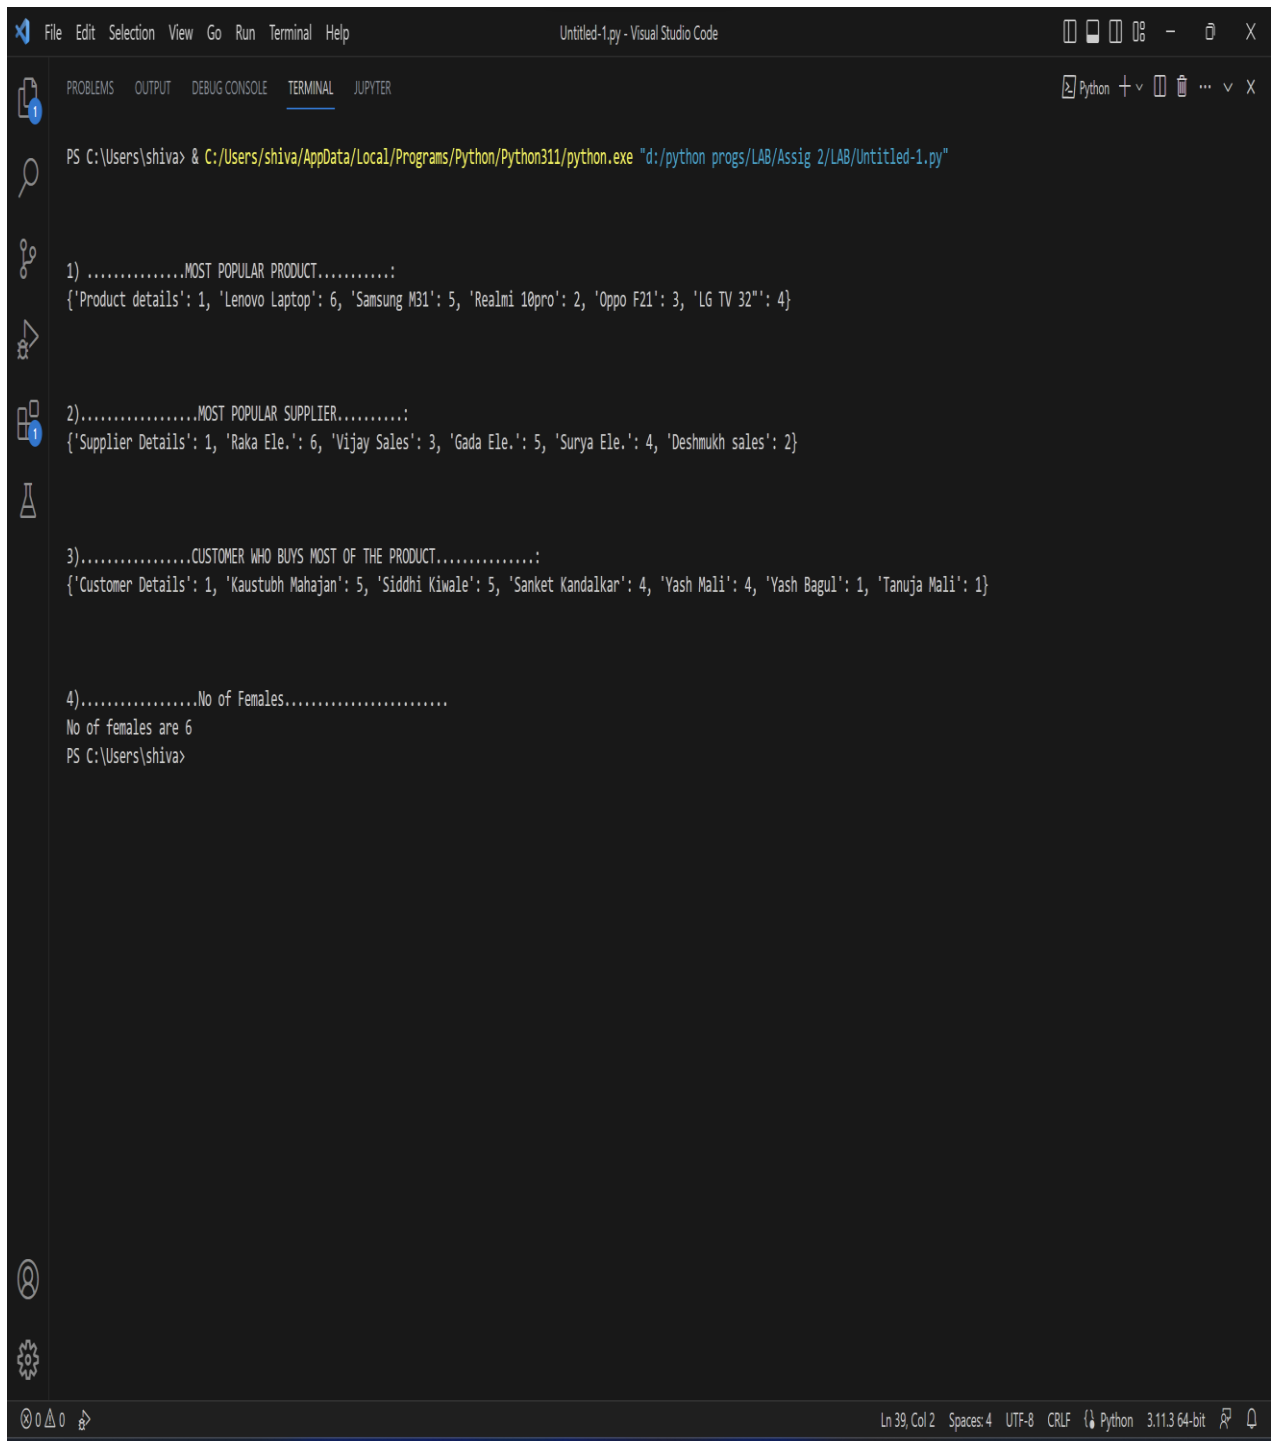 File Edit Selection View Go Run Terminal Help Untitled-1.py - Visual Studio Code
PROBLEMS OUTPUT DEBUG CONSOLE TERMINAL JUPYTER Python
1
PS C:\Users\shiva> & C:/Users/shiva/AppData/Local/Programs/Python/Python311/python.exe "d:/python progs/LAB/Assig 2/LAB/Untitled-1.py"
1) ...............MOST POPULAR PRODUCT...........:
{'Product details': 1, 'Lenovo Laptop': 6, 'Samsung M31': 5, 'Realmi 10pro': 2, 'Oppo F21': 3, 'LG TV 32"': 4}
2)..................MOST POPULAR SUPPLIER..........:
1
{'Supplier Details': 1, 'Raka Ele.': 6, 'Vijay Sales': 3, 'Gada Ele.': 5, 'Surya Ele.': 4, 'Deshmukh sales': 2}
3).................CUSTOMER WHO BUYS MOST OF THE PRODUCT...............:
{'Customer Details': 1, 'Kaustubh Mahajan': 5, 'Siddhi Kiwale': 5, 'Sanket Kandalkar': 4, 'Yash Mali': 4, 'Yash Bagul': 1, 'Tanuja Mali': 1}
4)..................No of Females.........................
No of females are 6
PS C:\Users\shiva>
0 0 Ln 39, Col 2 Spaces: 4 UTF-8 CRLF Python 3.11.3 64-bit